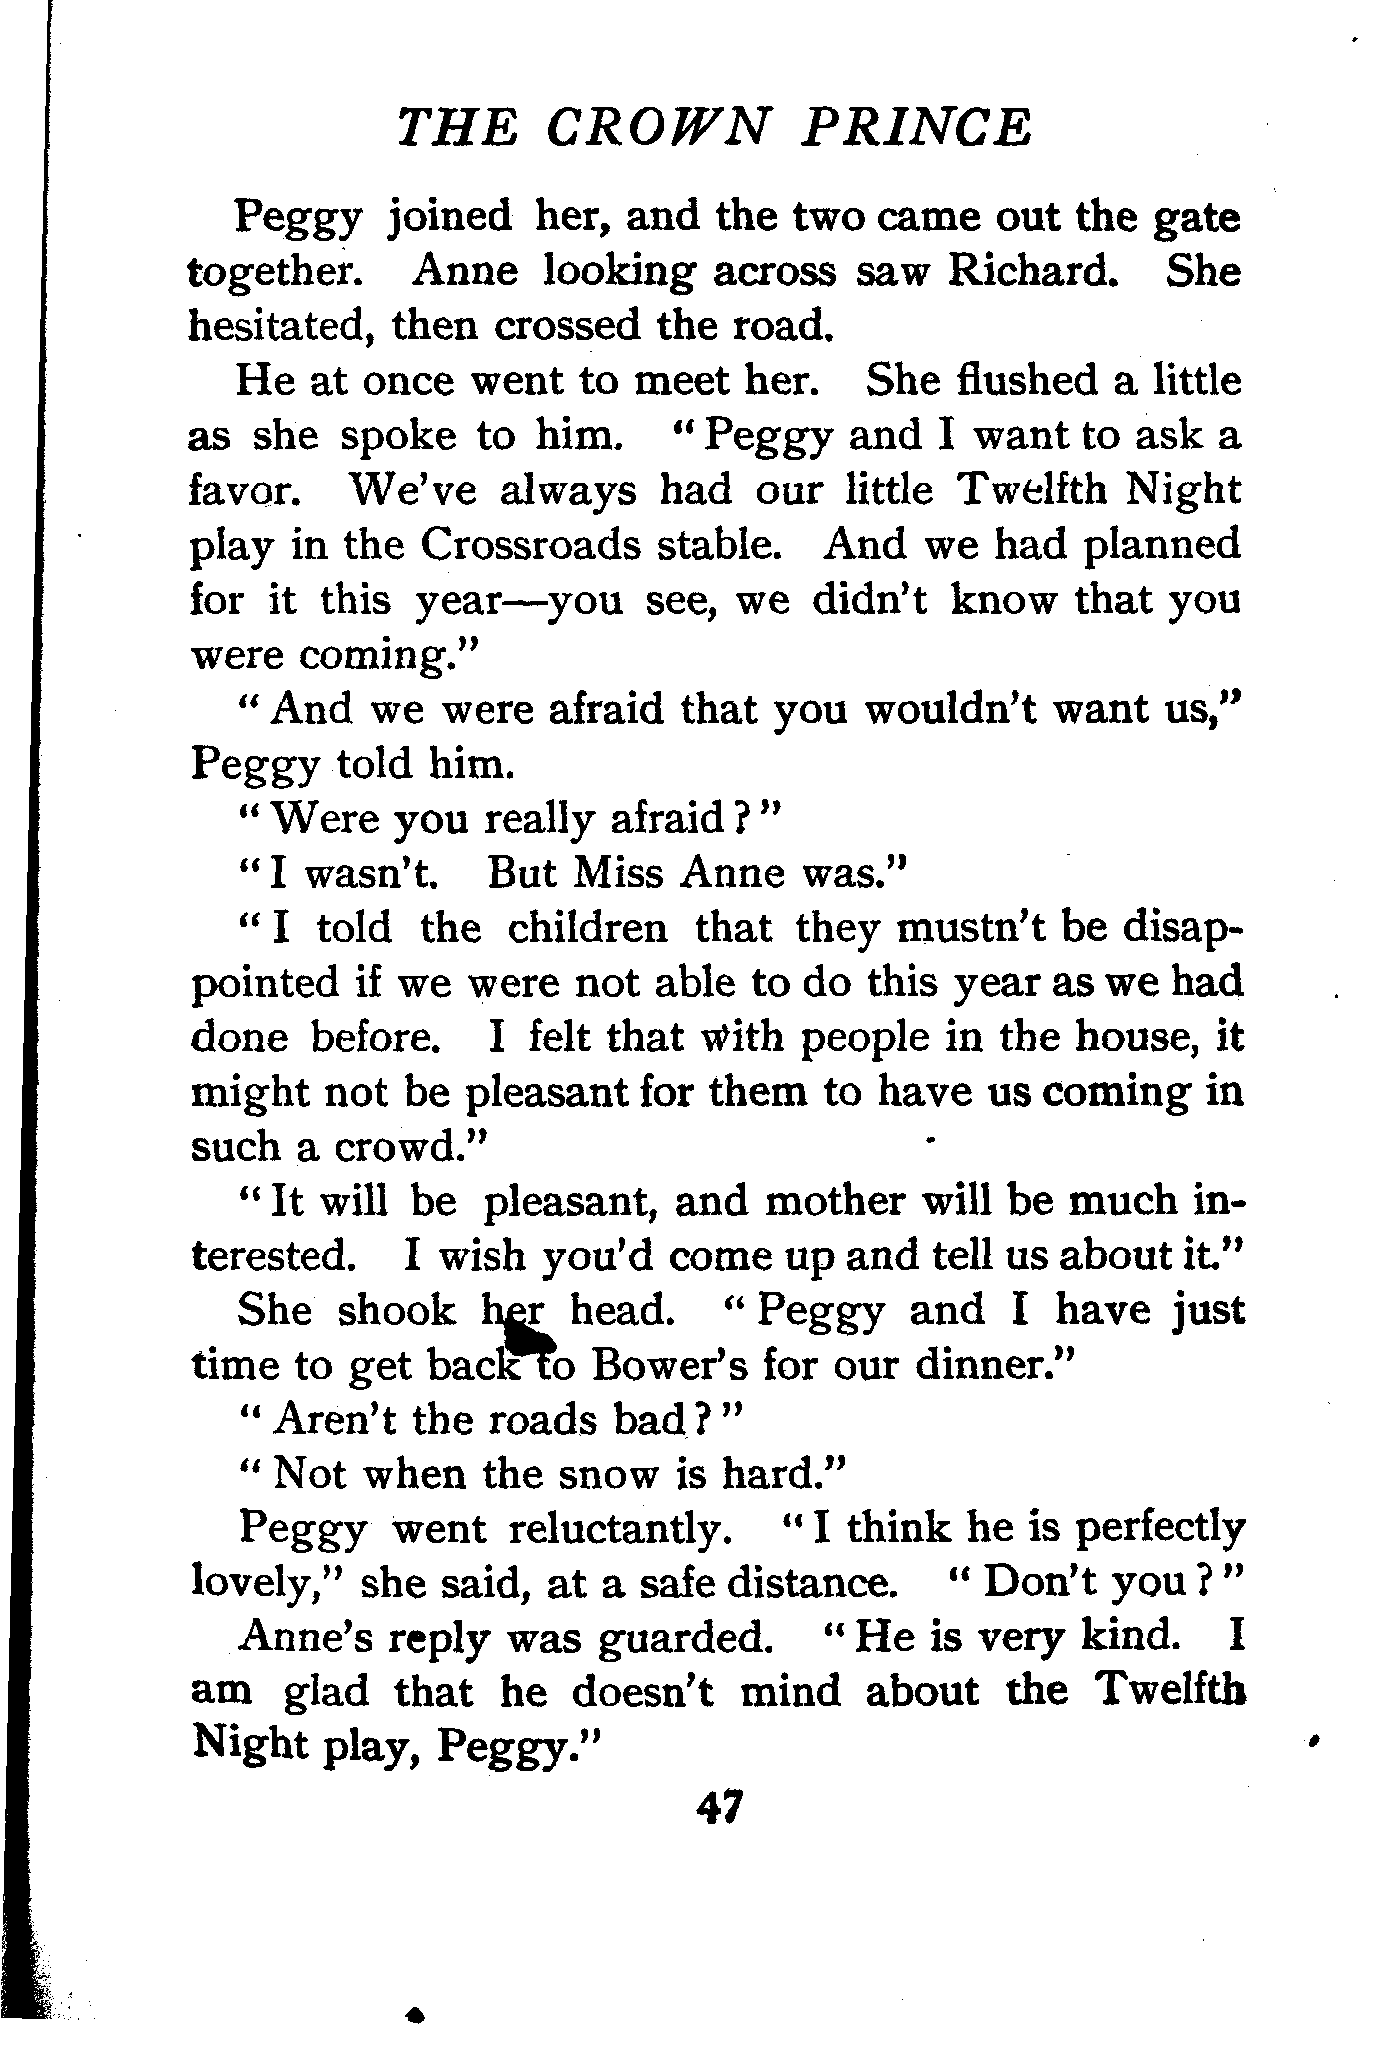 THE CROWN PRINCE
Peggy joined her, and the two came out the gate
together. Anne looking across saw Richard. She
hesitated, then crossed the road.
He at once went to meet her. She flushed a little
as she spoke to him. "Peggy and I want to ask a
favor. We've always had our little Twelfth Night
play in the Crossroads stable. And we had planned
for it this year—you see, we didn't know that you
were coming."
"And we were afraid that you wouldn't want us,"
Peggy told him.
"Were you really afraid?"
"I wasn't. But Miss Anne was."
"I told the children that they mustn't be disap-
pointed if we were not able to do this year as we had
done before. I felt that with people in the house, it
might not be pleasant for them to have us coming in
such a crowd."
"It will be pleasant, and mother will be much in-
terested. I wish you'd come up and tell us about it."
She shook her head. "Peggy and I have just
time to get back to Bower's for our dinner."
"Aren't the roads bad?"
"Not when the snow is hard."
Peggy went reluctantly. "I think he is perfectly
lovely," she said, at a safe distance. "Don't you?"
Anne's reply was guarded. "He is very kind. I
am glad that he doesn't mind about the Twelfth
Night play, Peggy."
47